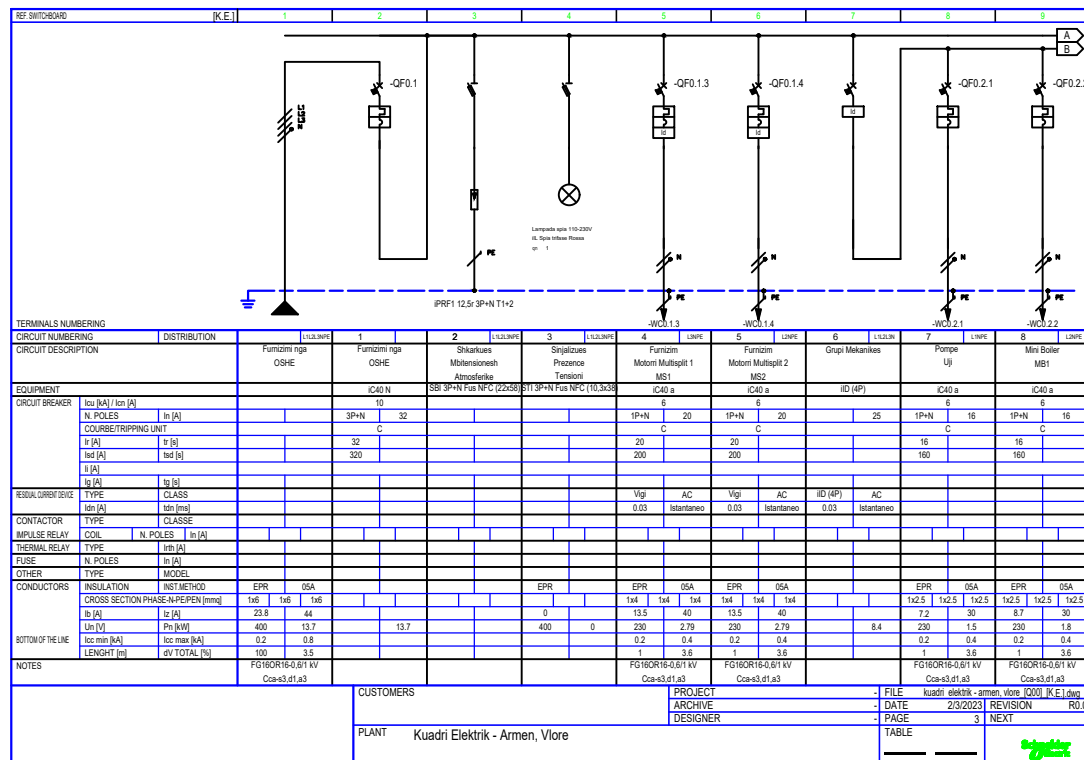 REF. SWITCHBOARD [K.E.] 1 2 3 4 5 6 7 8 9
A
B
-QF0.1 -QF0.1.3 -QF0.1.4 -QF0.2.1 -QF0.2.2
Id Id Id
Lampada spia 110-230V
iIL Spia trifase Rossa
qn 1
PE N N N N
PE PE PE PE
iPRF1 12,5r 3P+N T1+2
TERMINALS NUMBERING -WC0.1.3 -WC0.1.4 -WC0.2.1 -WC0.2.2
CIRCUIT NUMBERING DISTRIBUTION L1L2L3NPE 1 2 L1L2L3NPE 3 L1L2L3NPE 4 L3NPE 5 L2NPE 6 L1L2L3N 7 L1NPE 8 L2NPE
CIRCUIT DESCRIPTION Furnizimi nga Furnizimi nga Shkarkues Sinjalizues Furnizim Furnizim Grupi Mekanikes Pompe Mini Boiler
OSHE OSHE Mbitensionesh Prezence Motorri Multisplit 1 Motorri Multisplit 2 Uji MB1
Atmosferike Tensioni MS1 MS2
EQUIPMENT iC40 N SBI 3P+N Fus NFC (22x58) STI 3P+N Fus NFC (10,3x38) iC40 a iC40 a iID (4P) iC40 a iC40 a
CIRCUIT BREAKER Icu [kA] / Icn [A] 10 6 6 6 6
N. POLES In [A] 3P+N 32 1P+N 20 1P+N 20 25 1P+N 16 1P+N 16
COURBE/TRIPPING UNIT C C C C C
Ir [A] tr [s] 32 20 20 16 16
Isd [A] tsd [s] 320 200 200 160 160
Ii [A]
Ig [A] tg [s]
RESIDUAL CURRENT DEVICE TYPE CLASS Vigi AC Vigi AC iID (4P) AC
Idn [A] tdn [ms] 0.03 Istantaneo 0.03 Istantaneo 0.03 Istantaneo
CONTACTOR TYPE CLASSE
IMPULSE RELAY COIL N. POLES In [A]
THERMAL RELAY TYPE Irth [A]
FUSE N. POLES In [A]
OTHER TYPE MODEL
CONDUCTORS INSULATION INST.METHOD EPR 05A EPR EPR 05A EPR 05A EPR 05A EPR 05A
CROSS SECTION PHASE-N-PE/PEN [mmq] 1x6 1x6 1x6 1x4 1x4 1x4 1x4 1x4 1x4 1x2.5 1x2.5 1x2.5 1x2.5 1x2.5 1x2.5
Ib [A] Iz [A] 23.8 44 0 13.5 40 13.5 40 7.2 30 8.7 30
Un [V] Pn [kW] 400 13.7 13.7 400 0 230 2.79 230 2.79 8.4 230 1.5 230 1.8
BOTTOM OF THE LINE Icc min [kA] Icc max [kA] 0.2 0.8 0.2 0.4 0.2 0.4 0.2 0.4 0.2 0.4
LENGHT [m] dV TOTAL [%] 100 3.5 1 3.6 1 3.6 1 3.6 1 3.6
NOTES FG16OR16-0,6/1 kV FG16OR16-0,6/1 kV FG16OR16-0,6/1 kV FG16OR16-0,6/1 kV FG16OR16-0,6/1 kV
Cca-s3,d1,a3 Cca-s3,d1,a3 Cca-s3,d1,a3 Cca-s3,d1,a3 Cca-s3,d1,a3
CUSTOMERS PROJECT - FILE kuadri elektrik - armen, vlore_[Q00]_[K.E.].dwg
ARCHIVE - DATE 2/3/2023 REVISION R0.0
DESIGNER - PAGE 3 NEXT
PLANT Kuadri Elektrik - Armen, Vlore TABLE
Schneider Electric